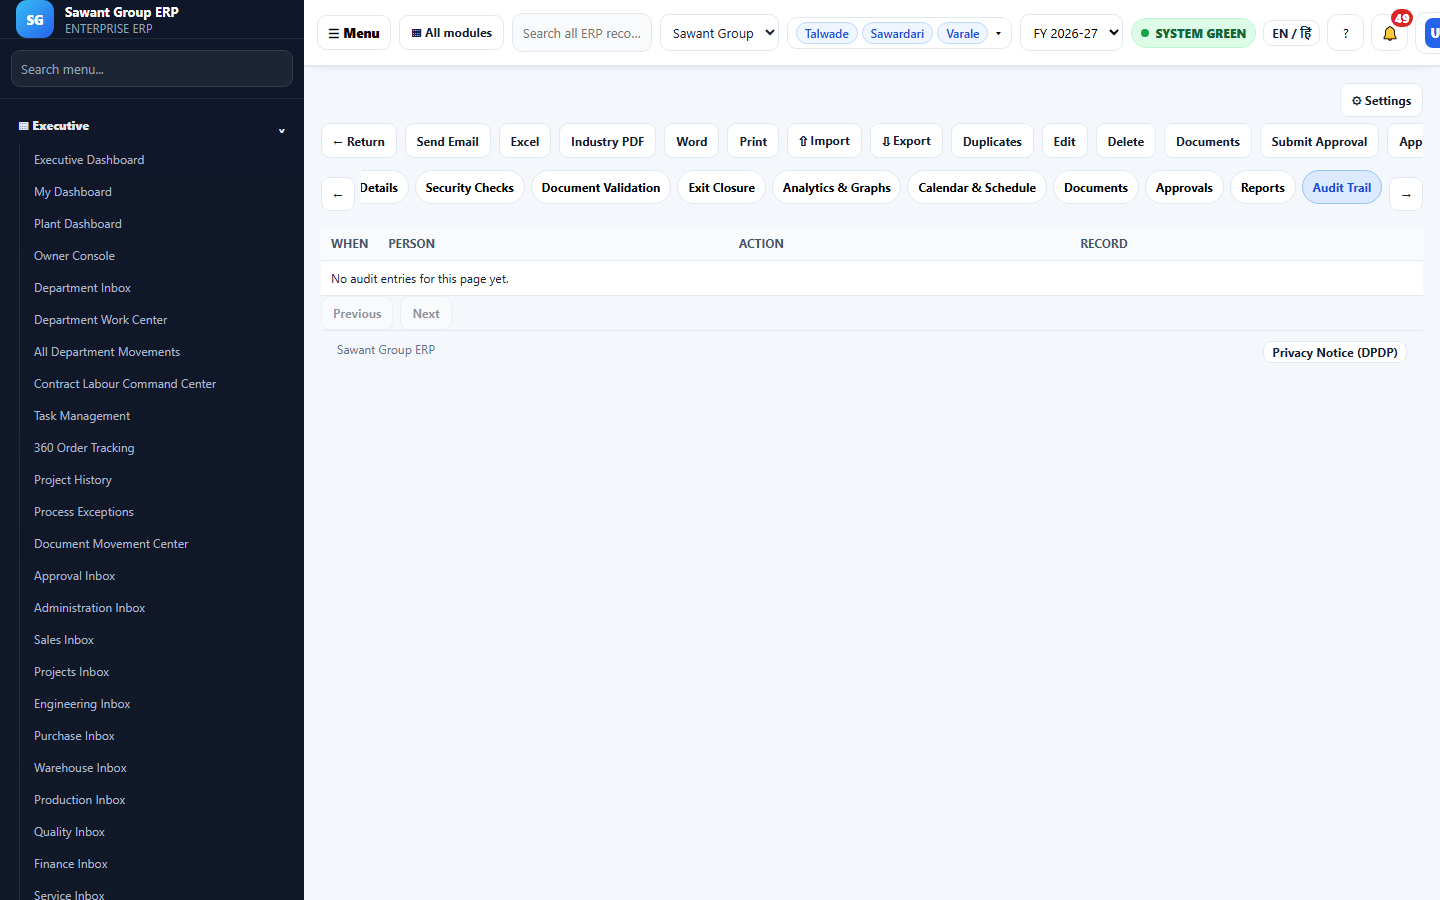 SG Sawant Group ERP
ENTERPRISE ERP
☰ Menu
All modules
Search all ERP reco...
Sawant Group
Talwade Sawardari Varale
FY 2026-27
SYSTEM GREEN
EN / हिं
?
49
U
Search menu...
Executive
Executive Dashboard
My Dashboard
Plant Dashboard
Owner Console
Department Inbox
Department Work Center
All Department Movements
Contract Labour Command Center
Task Management
360 Order Tracking
Project History
Process Exceptions
Document Movement Center
Approval Inbox
Administration Inbox
Sales Inbox
Projects Inbox
Engineering Inbox
Purchase Inbox
Warehouse Inbox
Production Inbox
Quality Inbox
Finance Inbox
Service Inbox
⚙ Settings
← Return Send Email Excel Industry PDF Word Print ⇧ Import ⇩ Export Duplicates Edit Delete Documents Submit Approval App
← Details Security Checks Document Validation Exit Closure Analytics & Graphs Calendar & Schedule Documents Approvals Reports Audit Trail →
WHEN PERSON ACTION RECORD
No audit entries for this page yet.
Previous Next
Sawant Group ERP Privacy Notice (DPDP)